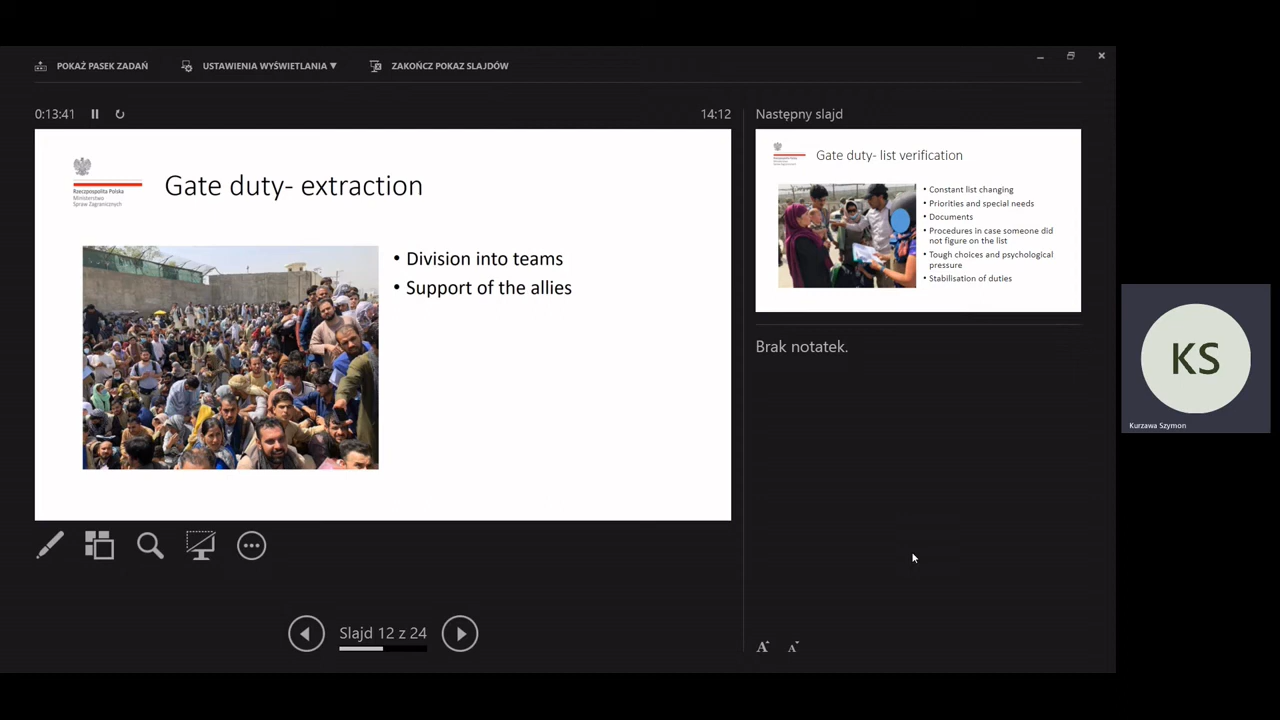 POKAŻ PASEK ZADAŃ
USTAWIENIA WYŚWIETLANIA ▼
ZAKOŃCZ POKAZ SLAJDÓW
0:13:41
14:12
Następny slajd
Rzeczpospolita Polska
Ministerstwo
Spraw Zagranicznych
Gate duty- extraction
• Division into teams
• Support of the allies
Gate duty- list verification
• Constant list changing
• Priorities and special needs
• Documents
• Procedures in case someone did
not figure on the list
• Tough choices and psychological
pressure
• Stabilisation of duties
Brak notatek.
KS
Kurzawa Szymon
Slajd 12 z 24
A A